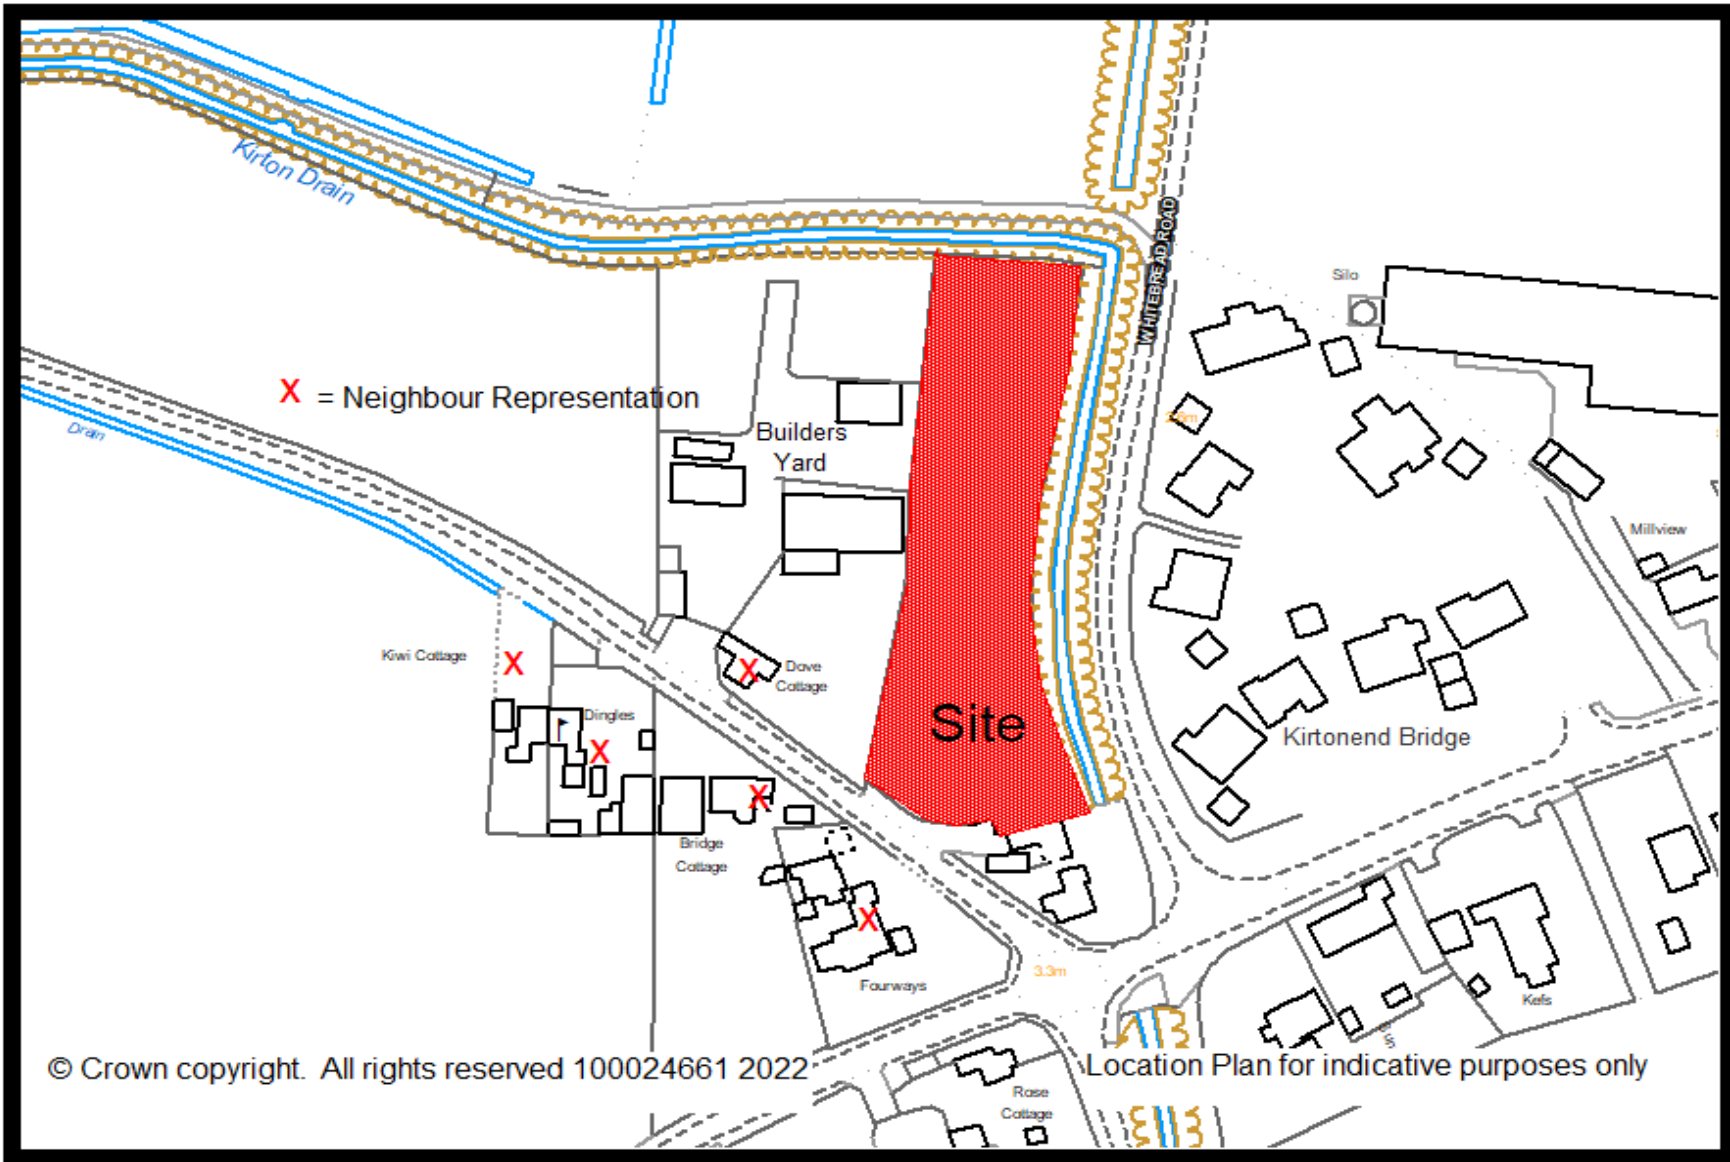 Kirton Drain
WHITEBREAD ROAD
Silo
X = Neighbour Representation
2.6m
Drain
Builders
Yard
Millview
Kiwi Cottage
X
X
Dove
Cottage
Dingles
X
Site
Kirtonend Bridge
X
Bridge
Cottage
X
3.3m
Fourways
Kefs
© Crown copyright. All rights reserved 100024661 2022
Location Plan for indicative purposes only
Rose
Cottage